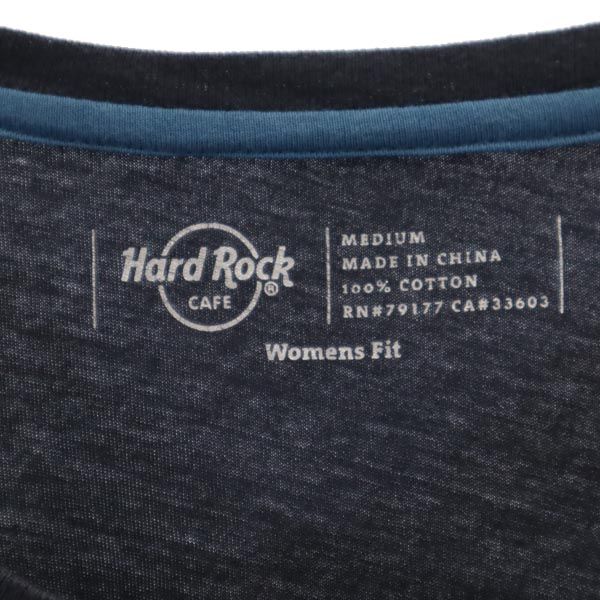 Hard Rock ®
CAFE
MEDIUM
MADE IN CHINA
100% COTTON
RN#79177 CA#33603
Womens Fit